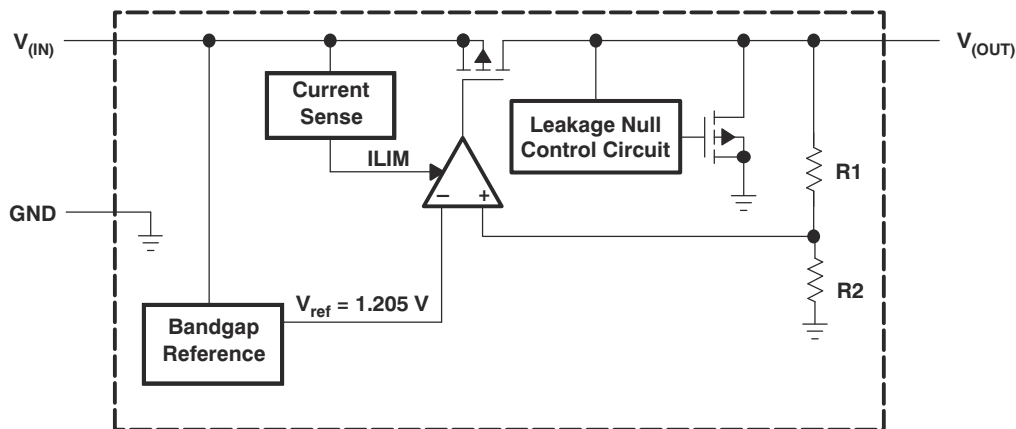 V(IN)
V(OUT)
Current
Sense
Leakage Null
Control Circuit
ILIM
R1
− +
GND
R2
Vref = 1.205 V
Bandgap
Reference